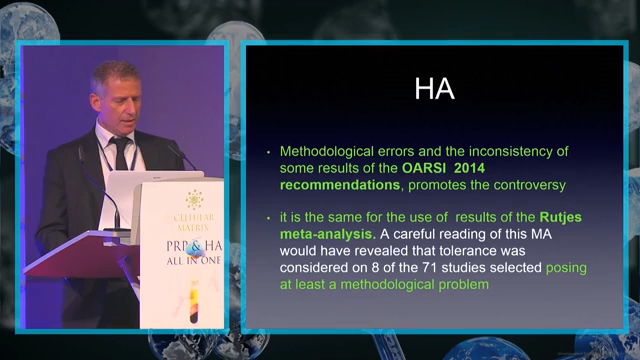 HA
Methodological errors and the inconsistency of
some results of the OARSI 2014
recommendations, promotes the controversy
it is the same for the use of results of the Rutjes
meta-analysis. A careful reading of this MA
would have revealed that tolerance was
considered on 8 of the 71 studies selected posing
at least a methodological problem
CELLULAR
MATRIX
PRP & HA
ALL IN ONE